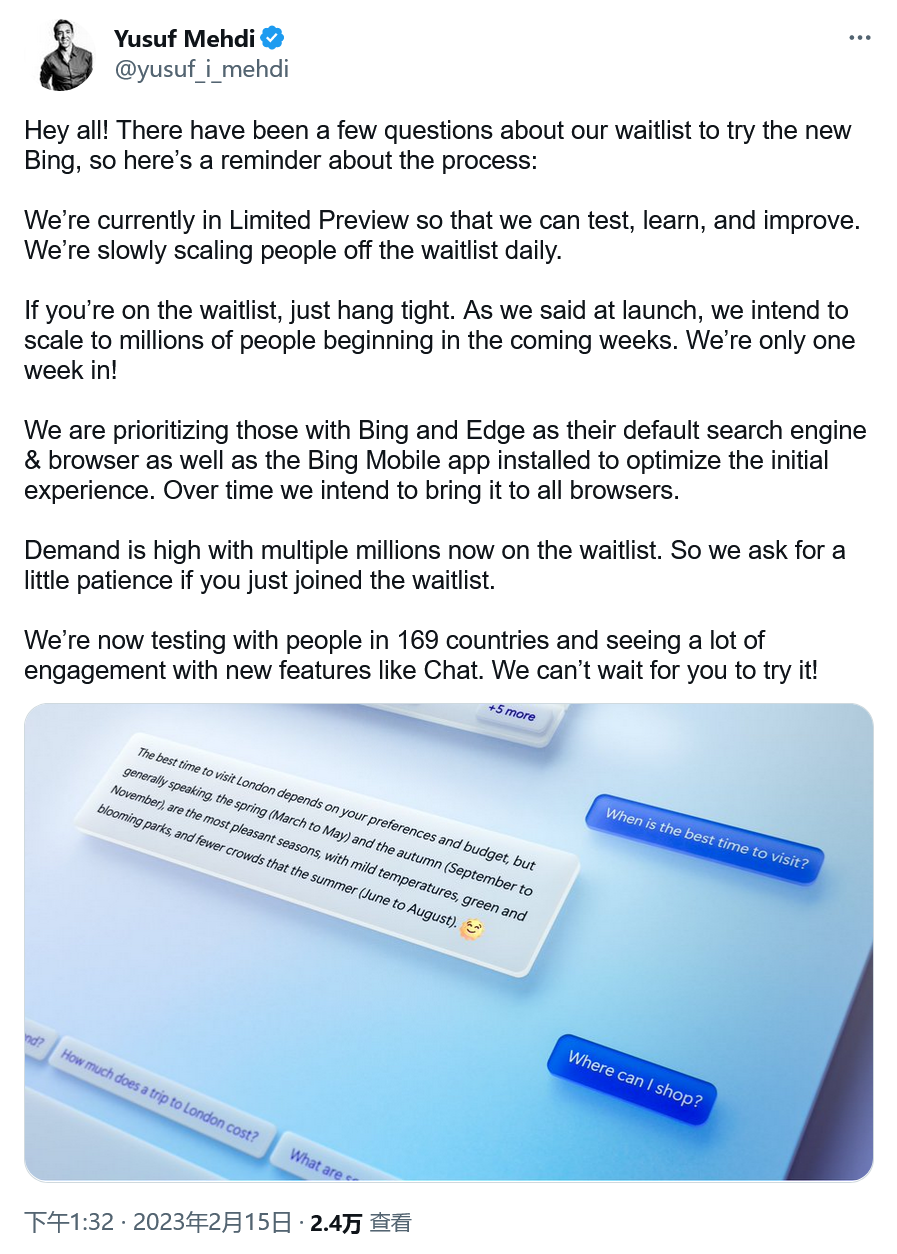 Yusuf Mehdi
@yusuf_i_mehdi
Hey all! There have been a few questions about our waitlist to try the new
Bing, so here’s a reminder about the process:
We’re currently in Limited Preview so that we can test, learn, and improve.
We’re slowly scaling people off the waitlist daily.
If you’re on the waitlist, just hang tight. As we said at launch, we intend to
scale to millions of people beginning in the coming weeks. We’re only one
week in!
We are prioritizing those with Bing and Edge as their default search engine
& browser as well as the Bing Mobile app installed to optimize the initial
experience. Over time we intend to bring it to all browsers.
Demand is high with multiple millions now on the waitlist. So we ask for a
little patience if you just joined the waitlist.
We’re now testing with people in 169 countries and seeing a lot of
engagement with new features like Chat. We can’t wait for you to try it!
+5 more
The best time to visit London depends on your preferences and budget, but
generally speaking, the spring (March to May) and the autumn (September to
November), are the most pleasant seasons, with mild temperatures, green and
blooming parks, and fewer crowds that the summer (June to August). 😊
When is the best time to visit?
Where can I shop?
nd?
How much does a trip to London cost?
What are
下午1:32 · 2023年2月15日 · 2.4万 查看